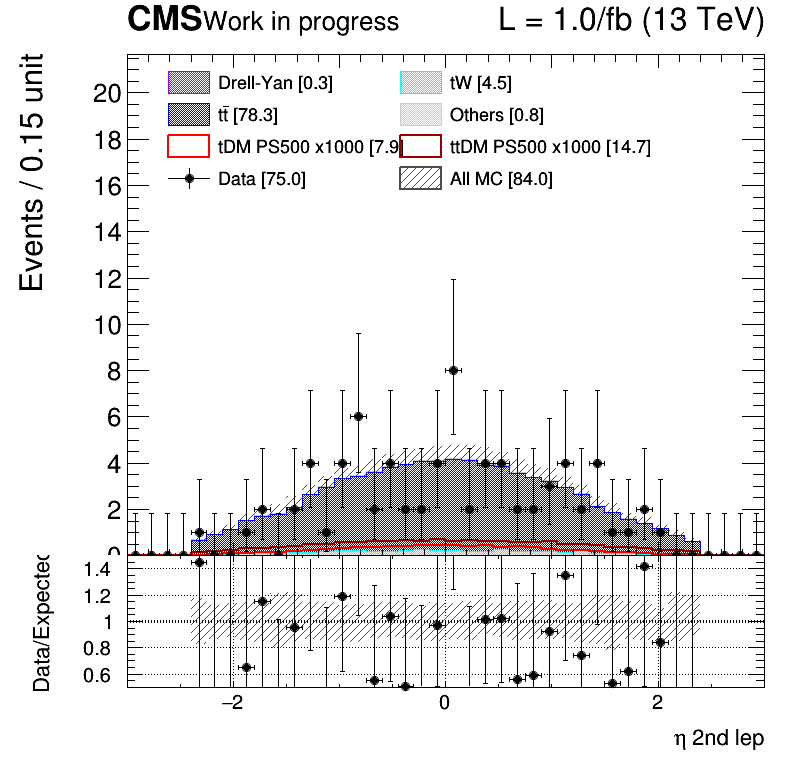 CMS Work in progress L = 1.0/fb (13 TeV)
Events / 0.15 unit
Drell-Yan [0.3] tW [4.5]
tt̄ [78.3] Others [0.8]
tDM PS500 x1000 [7.9 ttDM PS500 x1000 [14.7]
Data [75.0] All MC [84.0]
20
18
16
14
12
10
8
6
4
2
0
Data/Expected
1.4
1.2
1
0.8
0.6
−2 0 2
η 2nd lep